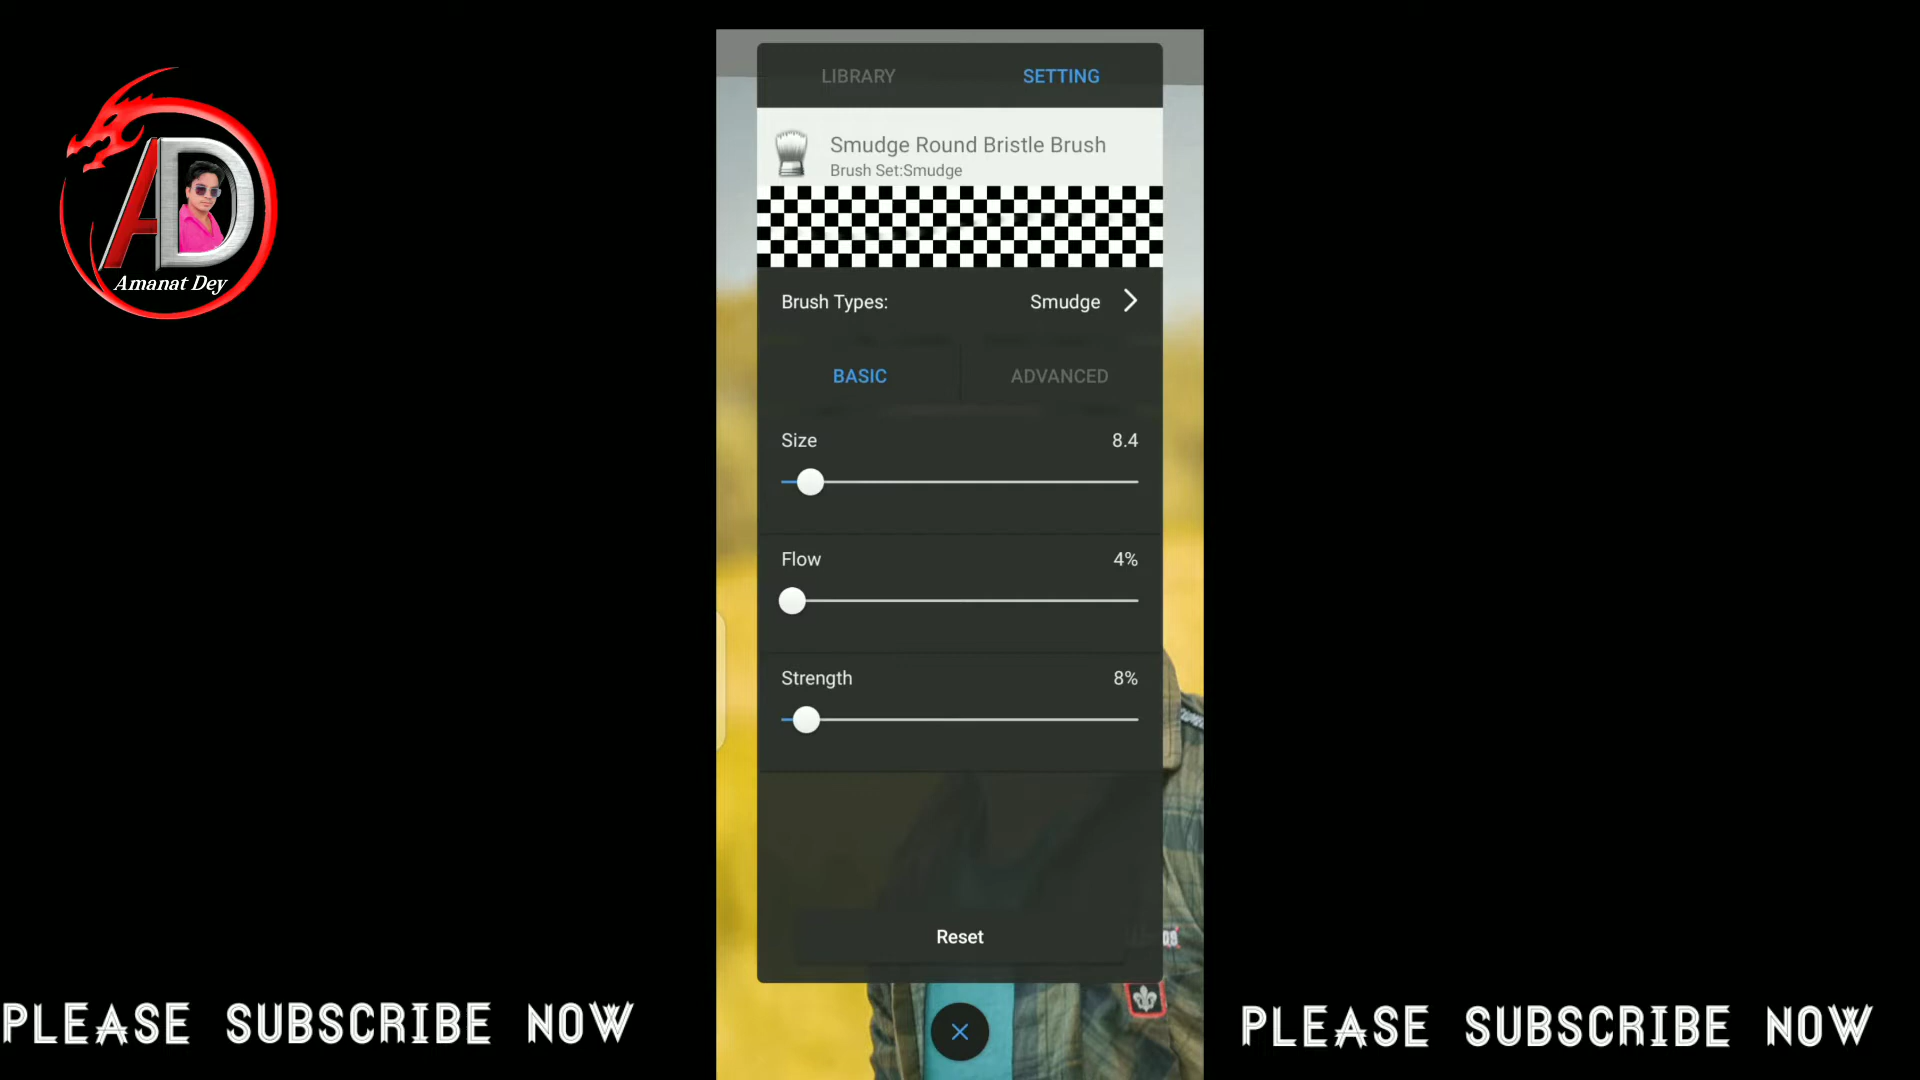 LIBRARY SETTING
Smudge Round Bristle Brush
Brush Set:Smudge
Brush Types: Smudge
BASIC ADVANCED
Size 8.4
Flow 4%
Strength 8%
Reset
AD
Amanat Dey
PLEASE SUBSCRIBE NOW
PLEASE SUBSCRIBE NOW